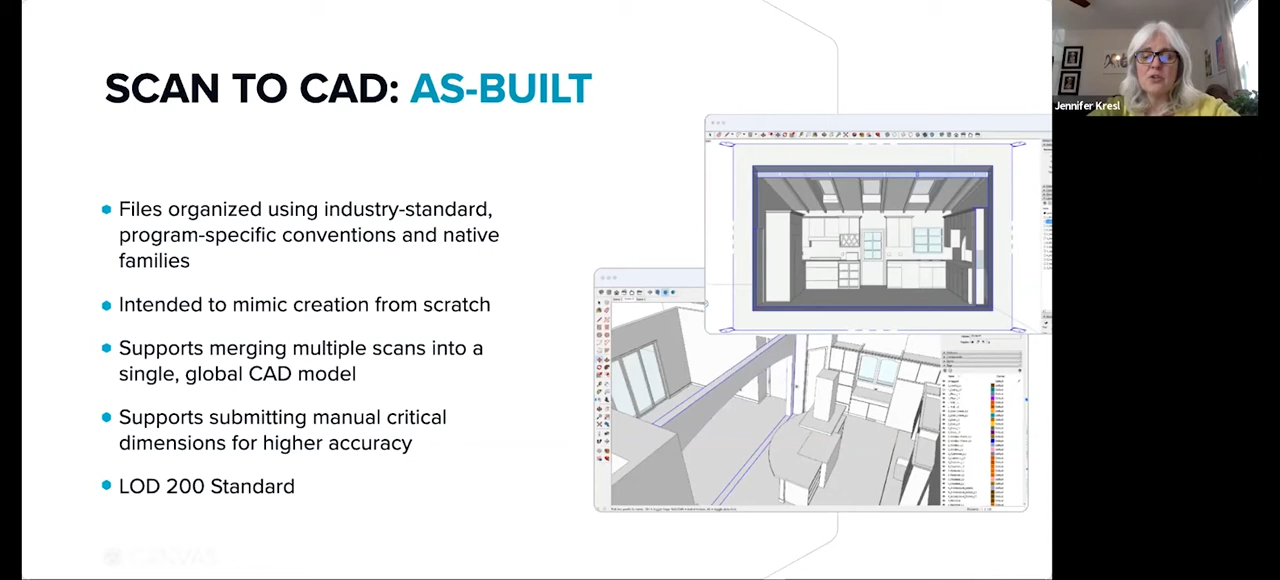 SCAN TO CAD: AS-BUILT
Jennifer Kresl
Files organized using industry-standard,
program-specific conventions and native
families
Intended to mimic creation from scratch
Supports merging multiple scans into a
single, global CAD model
Supports submitting manual critical
dimensions for higher accuracy
LOD 200 Standard